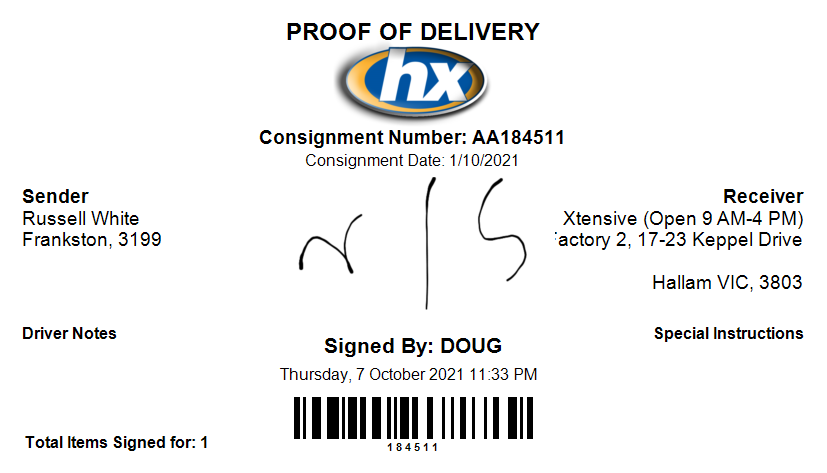 PROOF OF DELIVERY
hx
Consignment Number: AA184511
Consignment Date: 1/10/2021
Sender
Russell White
Frankston, 3199
Receiver
Xtensive (Open 9 AM-4 PM)
actory 2, 17-23 Keppel Drive
Hallam VIC, 3803
Driver Notes
Special Instructions
Signed By: DOUG
Thursday, 7 October 2021 11:33 PM
184511
Total Items Signed for: 1